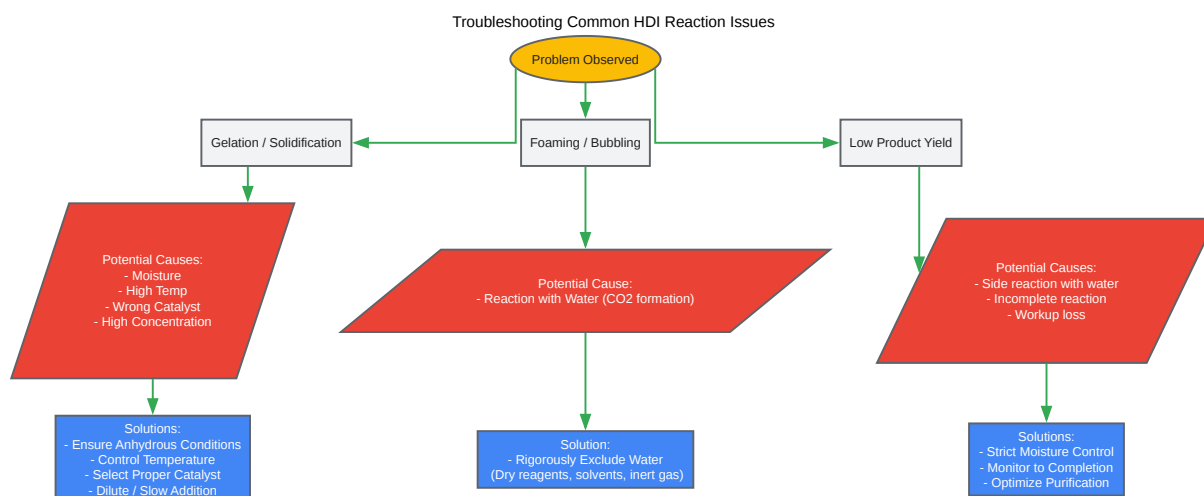 Troubleshooting Common HDI Reaction Issues
Problem Observed
Gelation / Solidification
Foaming / Bubbling
Low Product Yield
Potential Causes:
- Moisture
- High Temp
- Wrong Catalyst
- High Concentration
Potential Cause:
- Reaction with Water (CO2 formation)
Potential Causes:
- Side reaction with water
- Incomplete reaction
- Workup loss
Solutions:
- Ensure Anhydrous Conditions
- Control Temperature
- Select Proper Catalyst
- Dilute / Slow Addition
Solution:
- Rigorously Exclude Water
(Dry reagents, solvents, inert gas)
Solutions:
- Strict Moisture Control
- Monitor to Completion
- Optimize Purification